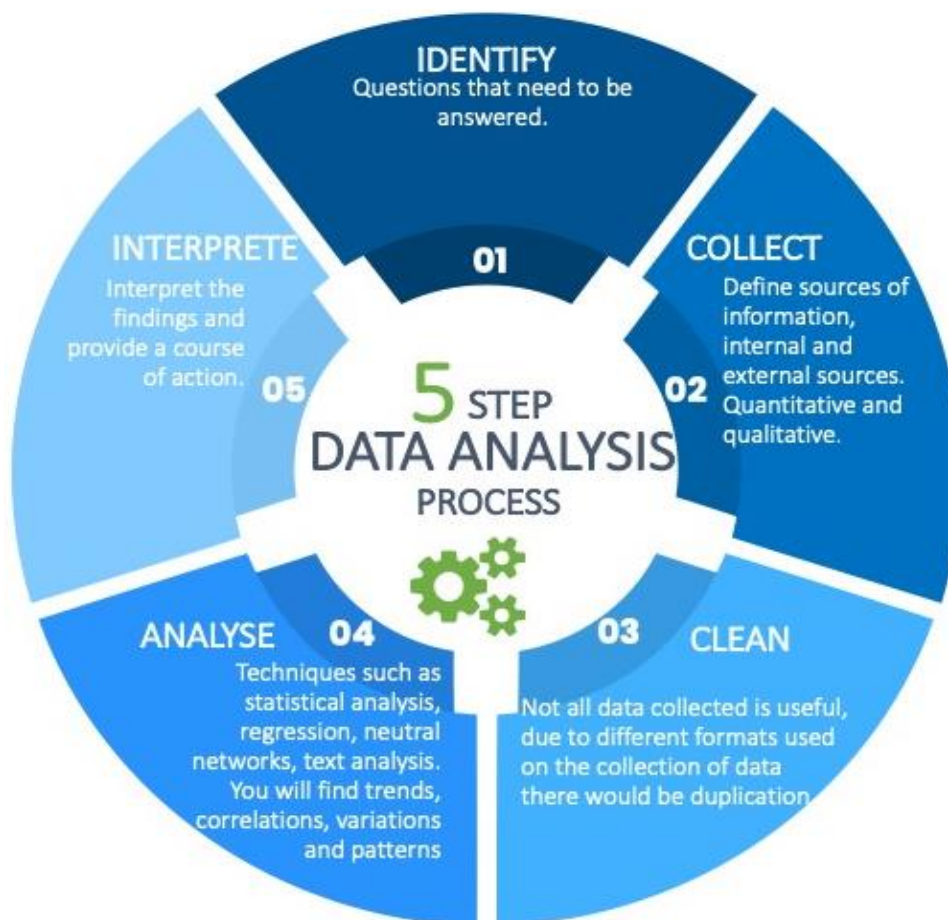 IDENTIFY
Questions that need to be
answered.
01
COLLECT
Define sources of
information,
internal and
external sources.
Quantitative and
qualitative.
02
CLEAN
Not all data collected is useful,
due to different formats used
on the collection of data
there would be duplication
03
ANALYSE
Techniques such as
statistical analysis,
regression, neutral
networks, text analysis.
You will find trends,
correlations, variations
and patterns
04
INTERPRETE
Interpret the
findings and
provide a course
of action.
05
5 STEP
DATA ANALYSIS
PROCESS